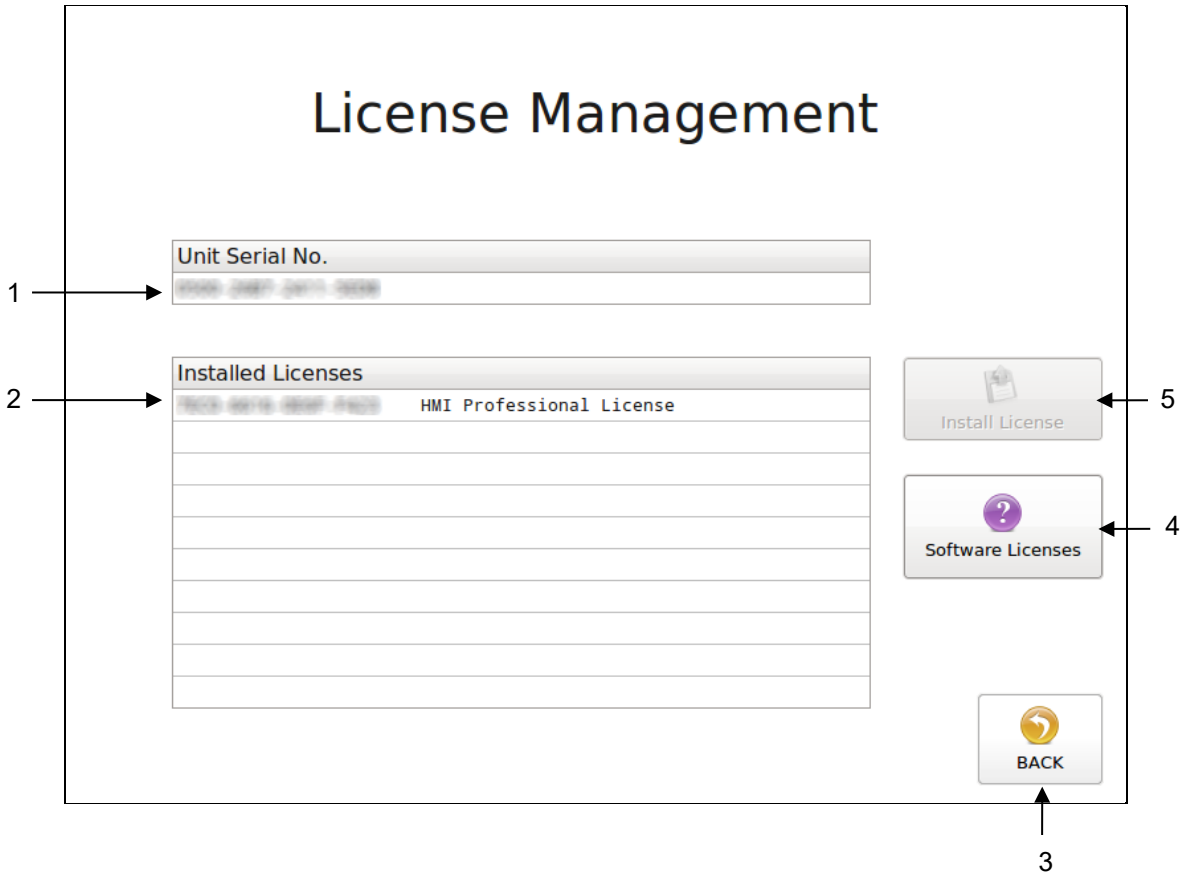 License Management
Unit Serial No.
1
Installed Licenses
2
HMI Professional License
Install License
5
Software Licenses
4
BACK
3